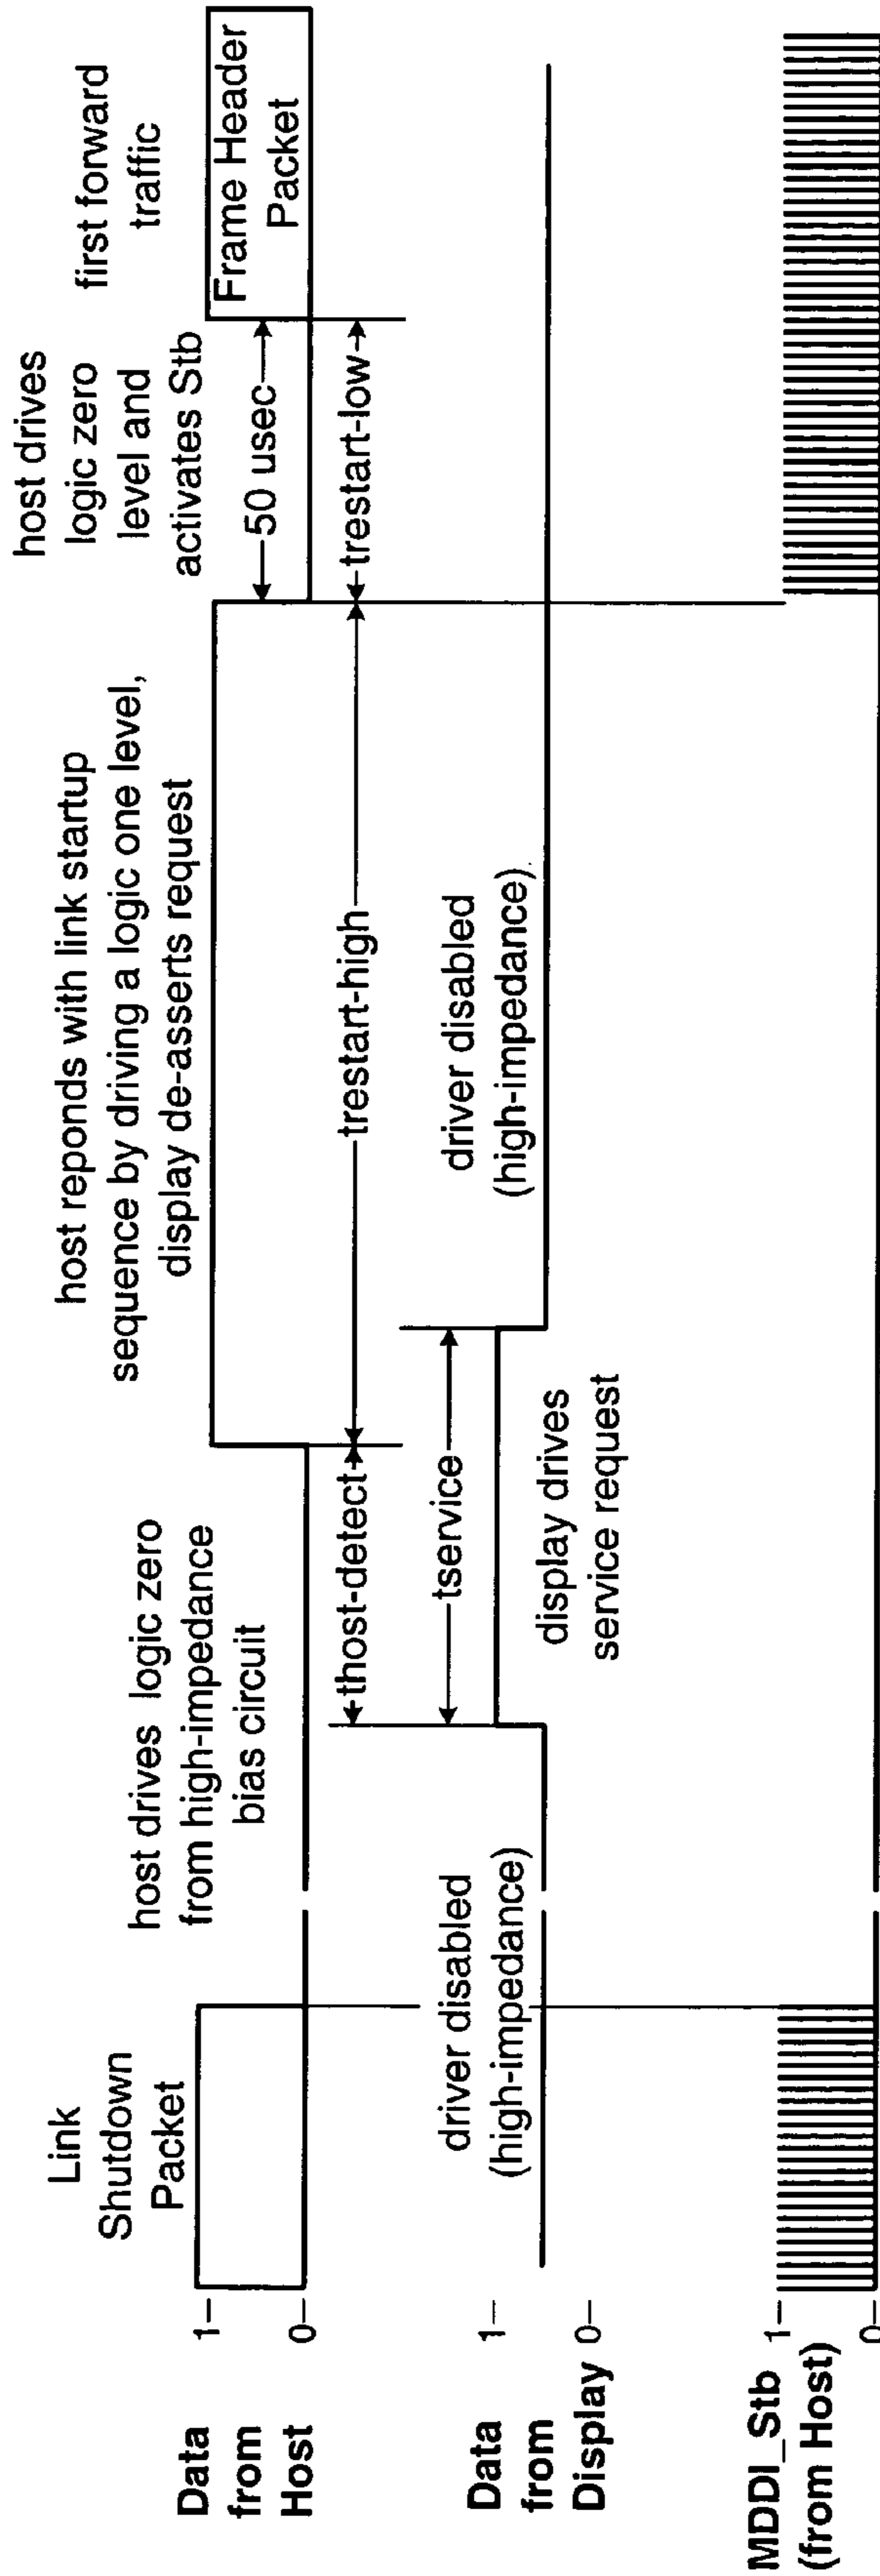 Link
Shutdown
Packet
host drives logic zero
from high-impedance
bias circuit
host reponds with link startup
sequence by driving a logic one level,
display de-asserts request
host drives
logic zero
level and
activates Stb
first forward
traffic
Data
from
Host
1
0
50 usec
Frame Header
Packet
thost-detect
trestart-high
trestart-low
Data
from
Display
1
0
driver disabled
(high-impedance)
tservice
display drives
service request
driver disabled
(high-impedance)
MDDI_Stb
(from Host)
1
0